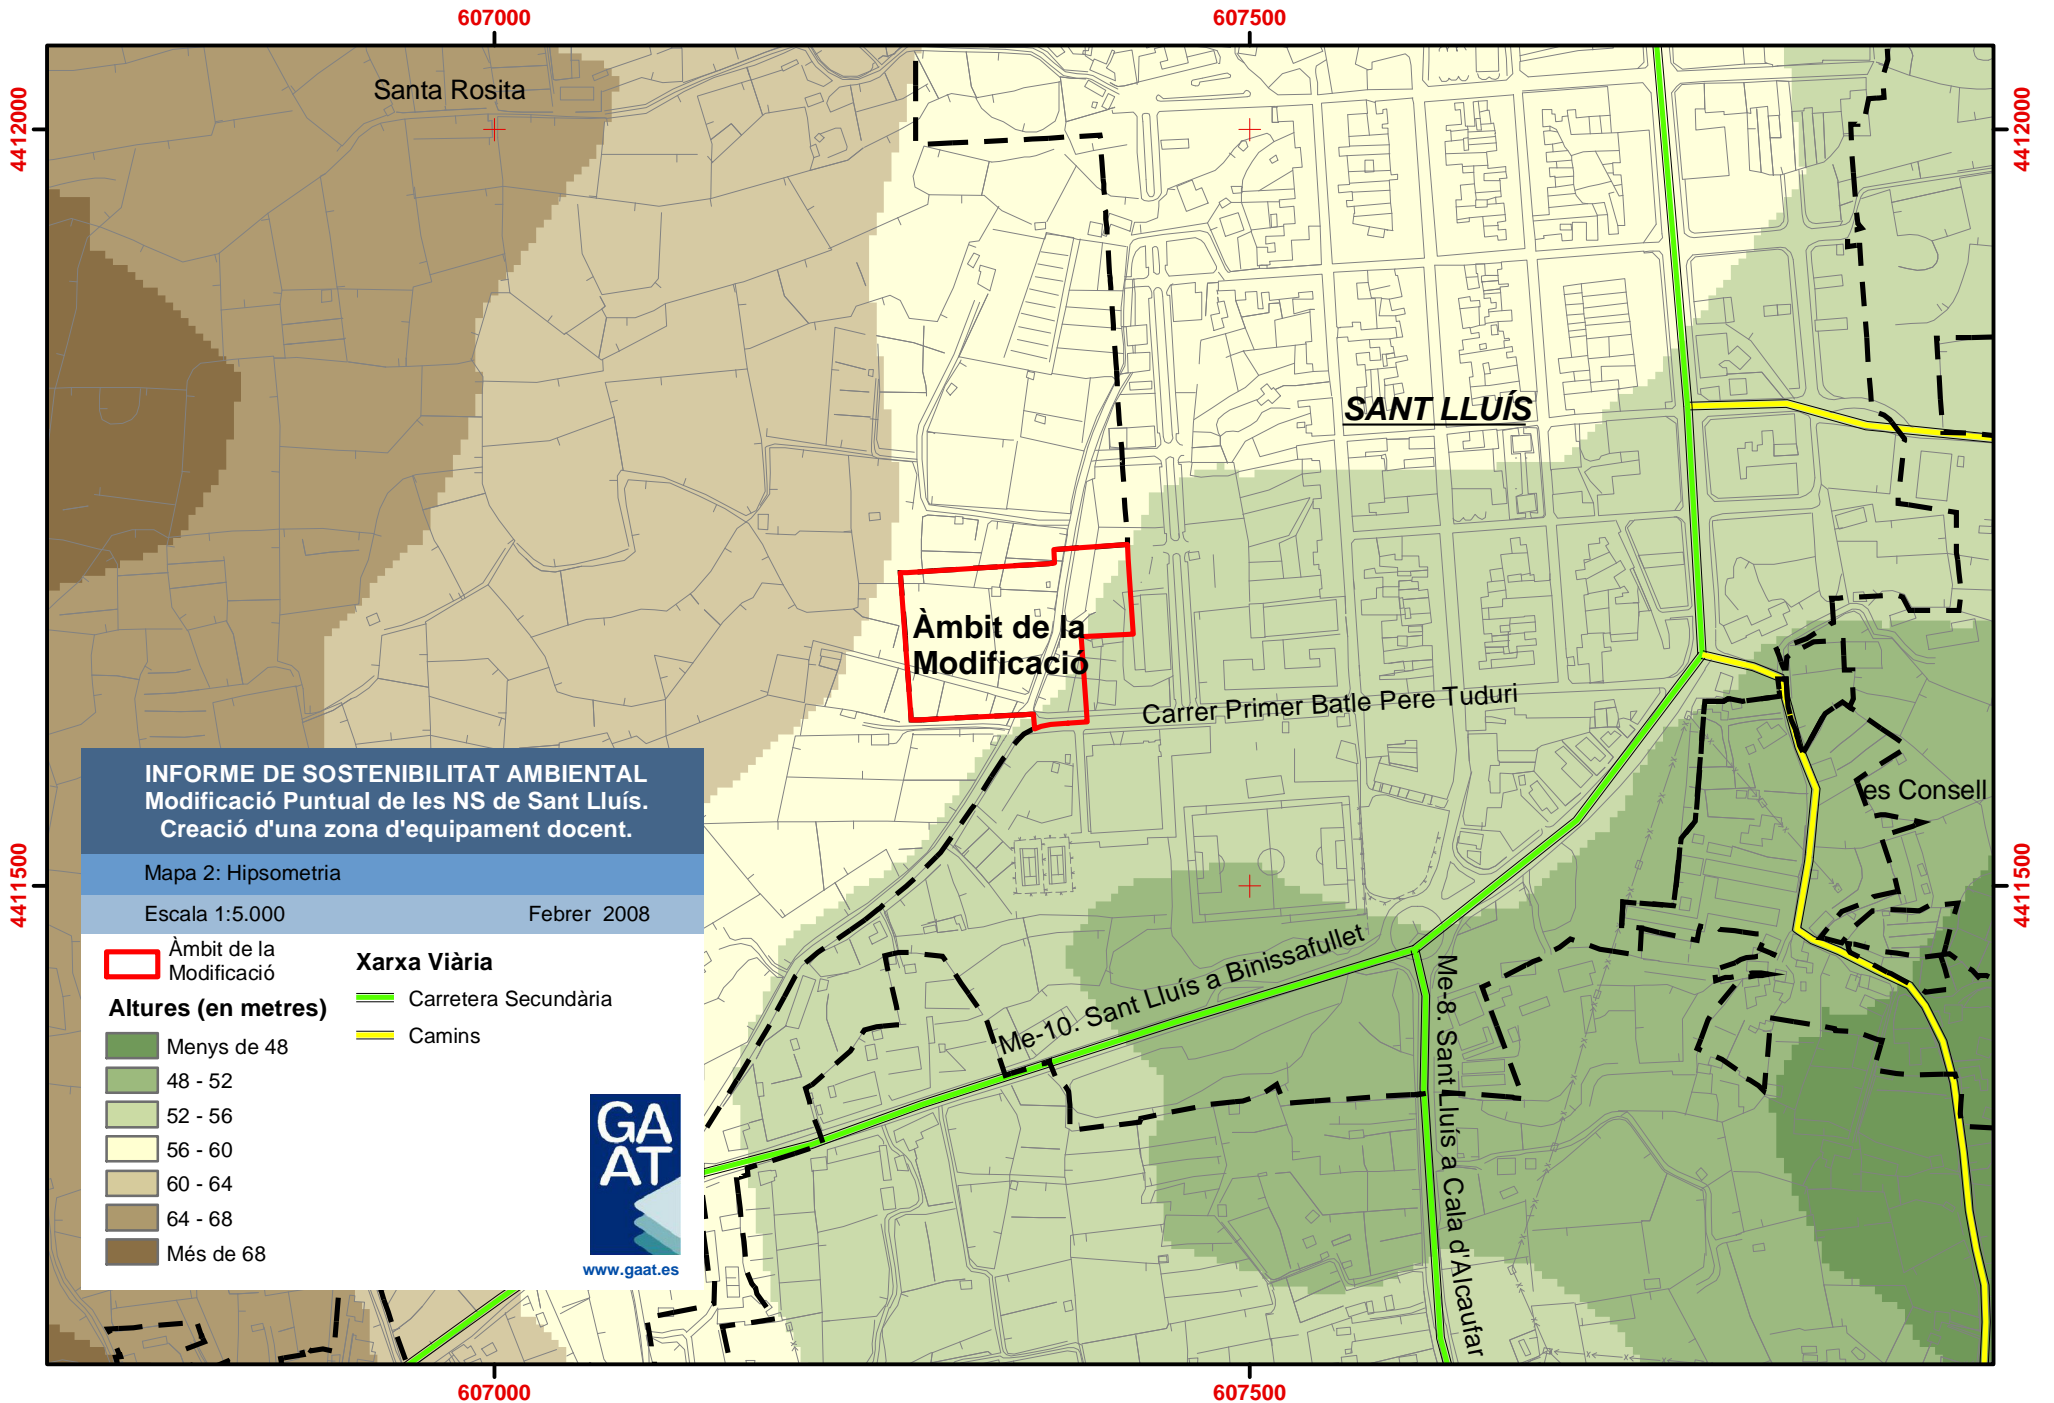 607000
607500
4412000
4412000
Santa Rosita
SANT LLUÍS
Àmbit de la
Modificació
Carrer Primer Batle Pere Tuduri
es Consell
4411500
4411500
Me-10. Sant Lluís a Binissafullet
Me-8. Sant Lluís a Cala d'Alcaufar
INFORME DE SOSTENIBILITAT AMBIENTAL
Modificació Puntual de les NS de Sant Lluís.
Creació d'una zona d'equipament docent.
Mapa 2: Hipsometria
Escala 1:5.000
Febrer 2008
Àmbit de la
Modificació
Altures (en metres)
Menys de 48
48 - 52
52 - 56
56 - 60
60 - 64
64 - 68
Més de 68
Xarxa Viària
Carretera Secundària
Camins
GA
AT
www.gaat.es
607000
607500